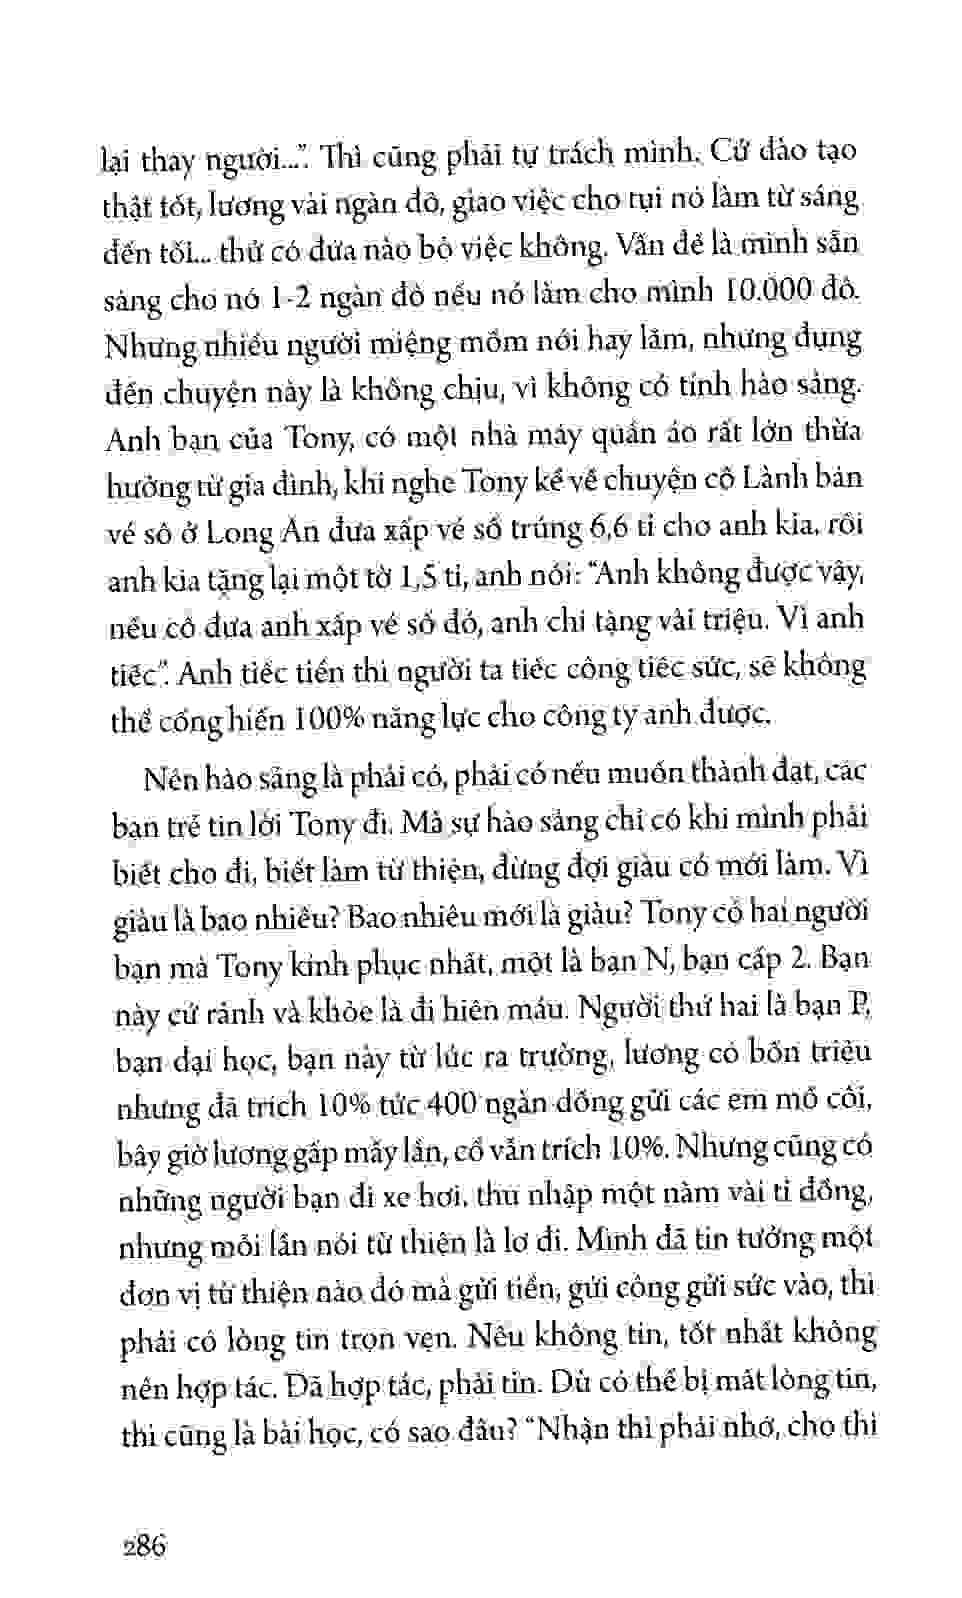 lại thay người...”. Thì cũng phải tự trách mình. Cứ đào tạo
thật tốt, lương vài ngàn đô, giao việc cho tụi nó làm từ sáng
đến tối... thử có đứa nào bỏ việc không. Vấn đề là mình sẵn
sàng cho nó 1-2 ngàn đô nếu nó làm cho mình 10.000 đô.
Nhưng nhiều người miệng mồm nói hay lắm, nhưng đụng
đến chuyện này là không chịu, vì không có tính hào sảng.
Anh bạn của Tony, có một nhà máy quần áo rất lớn thừa
hưởng từ gia đình, khi nghe Tony kể về chuyện cô Lành bán
vé số ở Long An đưa xấp vé số trúng 6,6 tỉ cho anh kia, rồi
anh kia tặng lại một tờ 1,5 tỉ, anh nói: “Anh không được vậy,
nếu cô đưa anh xấp vé số đó, anh chỉ tặng vài triệu. Vì anh
tiếc”. Anh tiếc tiền thì người ta tiếc công tiếc sức, sẽ không
thể cống hiến 100% năng lực cho công ty anh được.
Nên hào sảng là phải có, phải có nếu muốn thành đạt, các
bạn trẻ tin lời Tony đi. Mà sự hào sảng chỉ có khi mình phải
biết cho đi, biết làm từ thiện, đừng đợi giàu có mới làm. Vì
giàu là bao nhiêu? Bao nhiêu mới là giàu? Tony có hai người
bạn mà Tony kính phục nhất, một là bạn N, bạn cấp 2. Bạn
này cứ rảnh và khỏe là đi hiến máu. Người thứ hai là bạn P,
bạn đại học, bạn này từ lúc ra trường, lương có bốn triệu
nhưng đã trích 10% tức 400 ngàn đồng gửi các em mồ côi,
bây giờ lương gấp mấy lần, cổ vẫn trích 10%. Nhưng cũng có
những người bạn đi xe hơi, thu nhập một năm vài tỉ đồng,
nhưng mỗi lần nói từ thiện là lơ đi. Mình đã tin tưởng một
đơn vị từ thiện nào đó mà gửi tiền, gửi công gửi sức vào, thì
phải có lòng tin trọn vẹn. Nếu không tin, tốt nhất không
nên hợp tác. Đã hợp tác, phải tin. Dù có thể bị mất lòng tin,
thì cũng là bài học, có sao đâu? “Nhận thì phải nhớ, cho thì
286